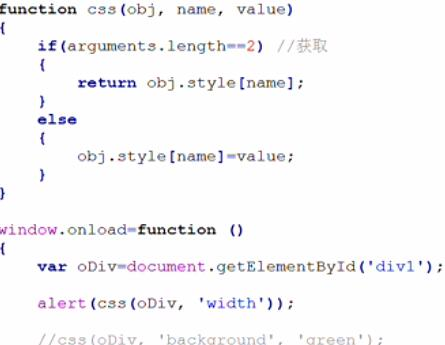 function css(obj, name, value)
{
    if(arguments.length==2) //获取
    {
        return obj.style[name];
    }
    else
    {
        obj.style[name]=value;
    }
}
window.onload=function ()
{
    var oDiv=document.getElementById('div1');
    alert(css(oDiv, 'width'));
    //css(oDiv, 'background', 'green');